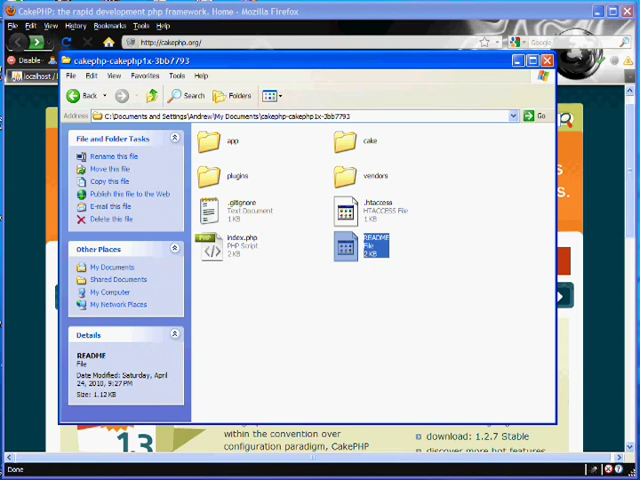 CakePHP: the rapid development php framework. Home - Mozilla Firefox
File Edit View History Bookmarks Tools Help
http://cakephp.org/
Google
Disable
localhost /
cakephp-cakephp1x-3bb7793
File Edit View Favorites Tools Help
Back Search Folders
Address C:\Documents and Settings\Andrew\My Documents\cakephp-cakephp1x-3bb7793 Go
File and Folder Tasks
Rename this file
Move this file
Copy this file
Publish this file to the Web
E-mail this file
Delete this file
Other Places
My Documents
Shared Documents
My Computer
My Network Places
Details
README
File
Date Modified: Saturday, April
24, 2010, 9:27 PM
Size: 1.12 KB
app
cake
plugins
vendors
.gitignore
Text Document
1 KB
.htaccess
HTACCESS File
1 KB
PHP
index.php
PHP Script
2 KB
README
File
2 KB
s.
13
within the convention over
configuration paradigm, CakePHP
download: 1.2.7 Stable
discover more hot features
Done